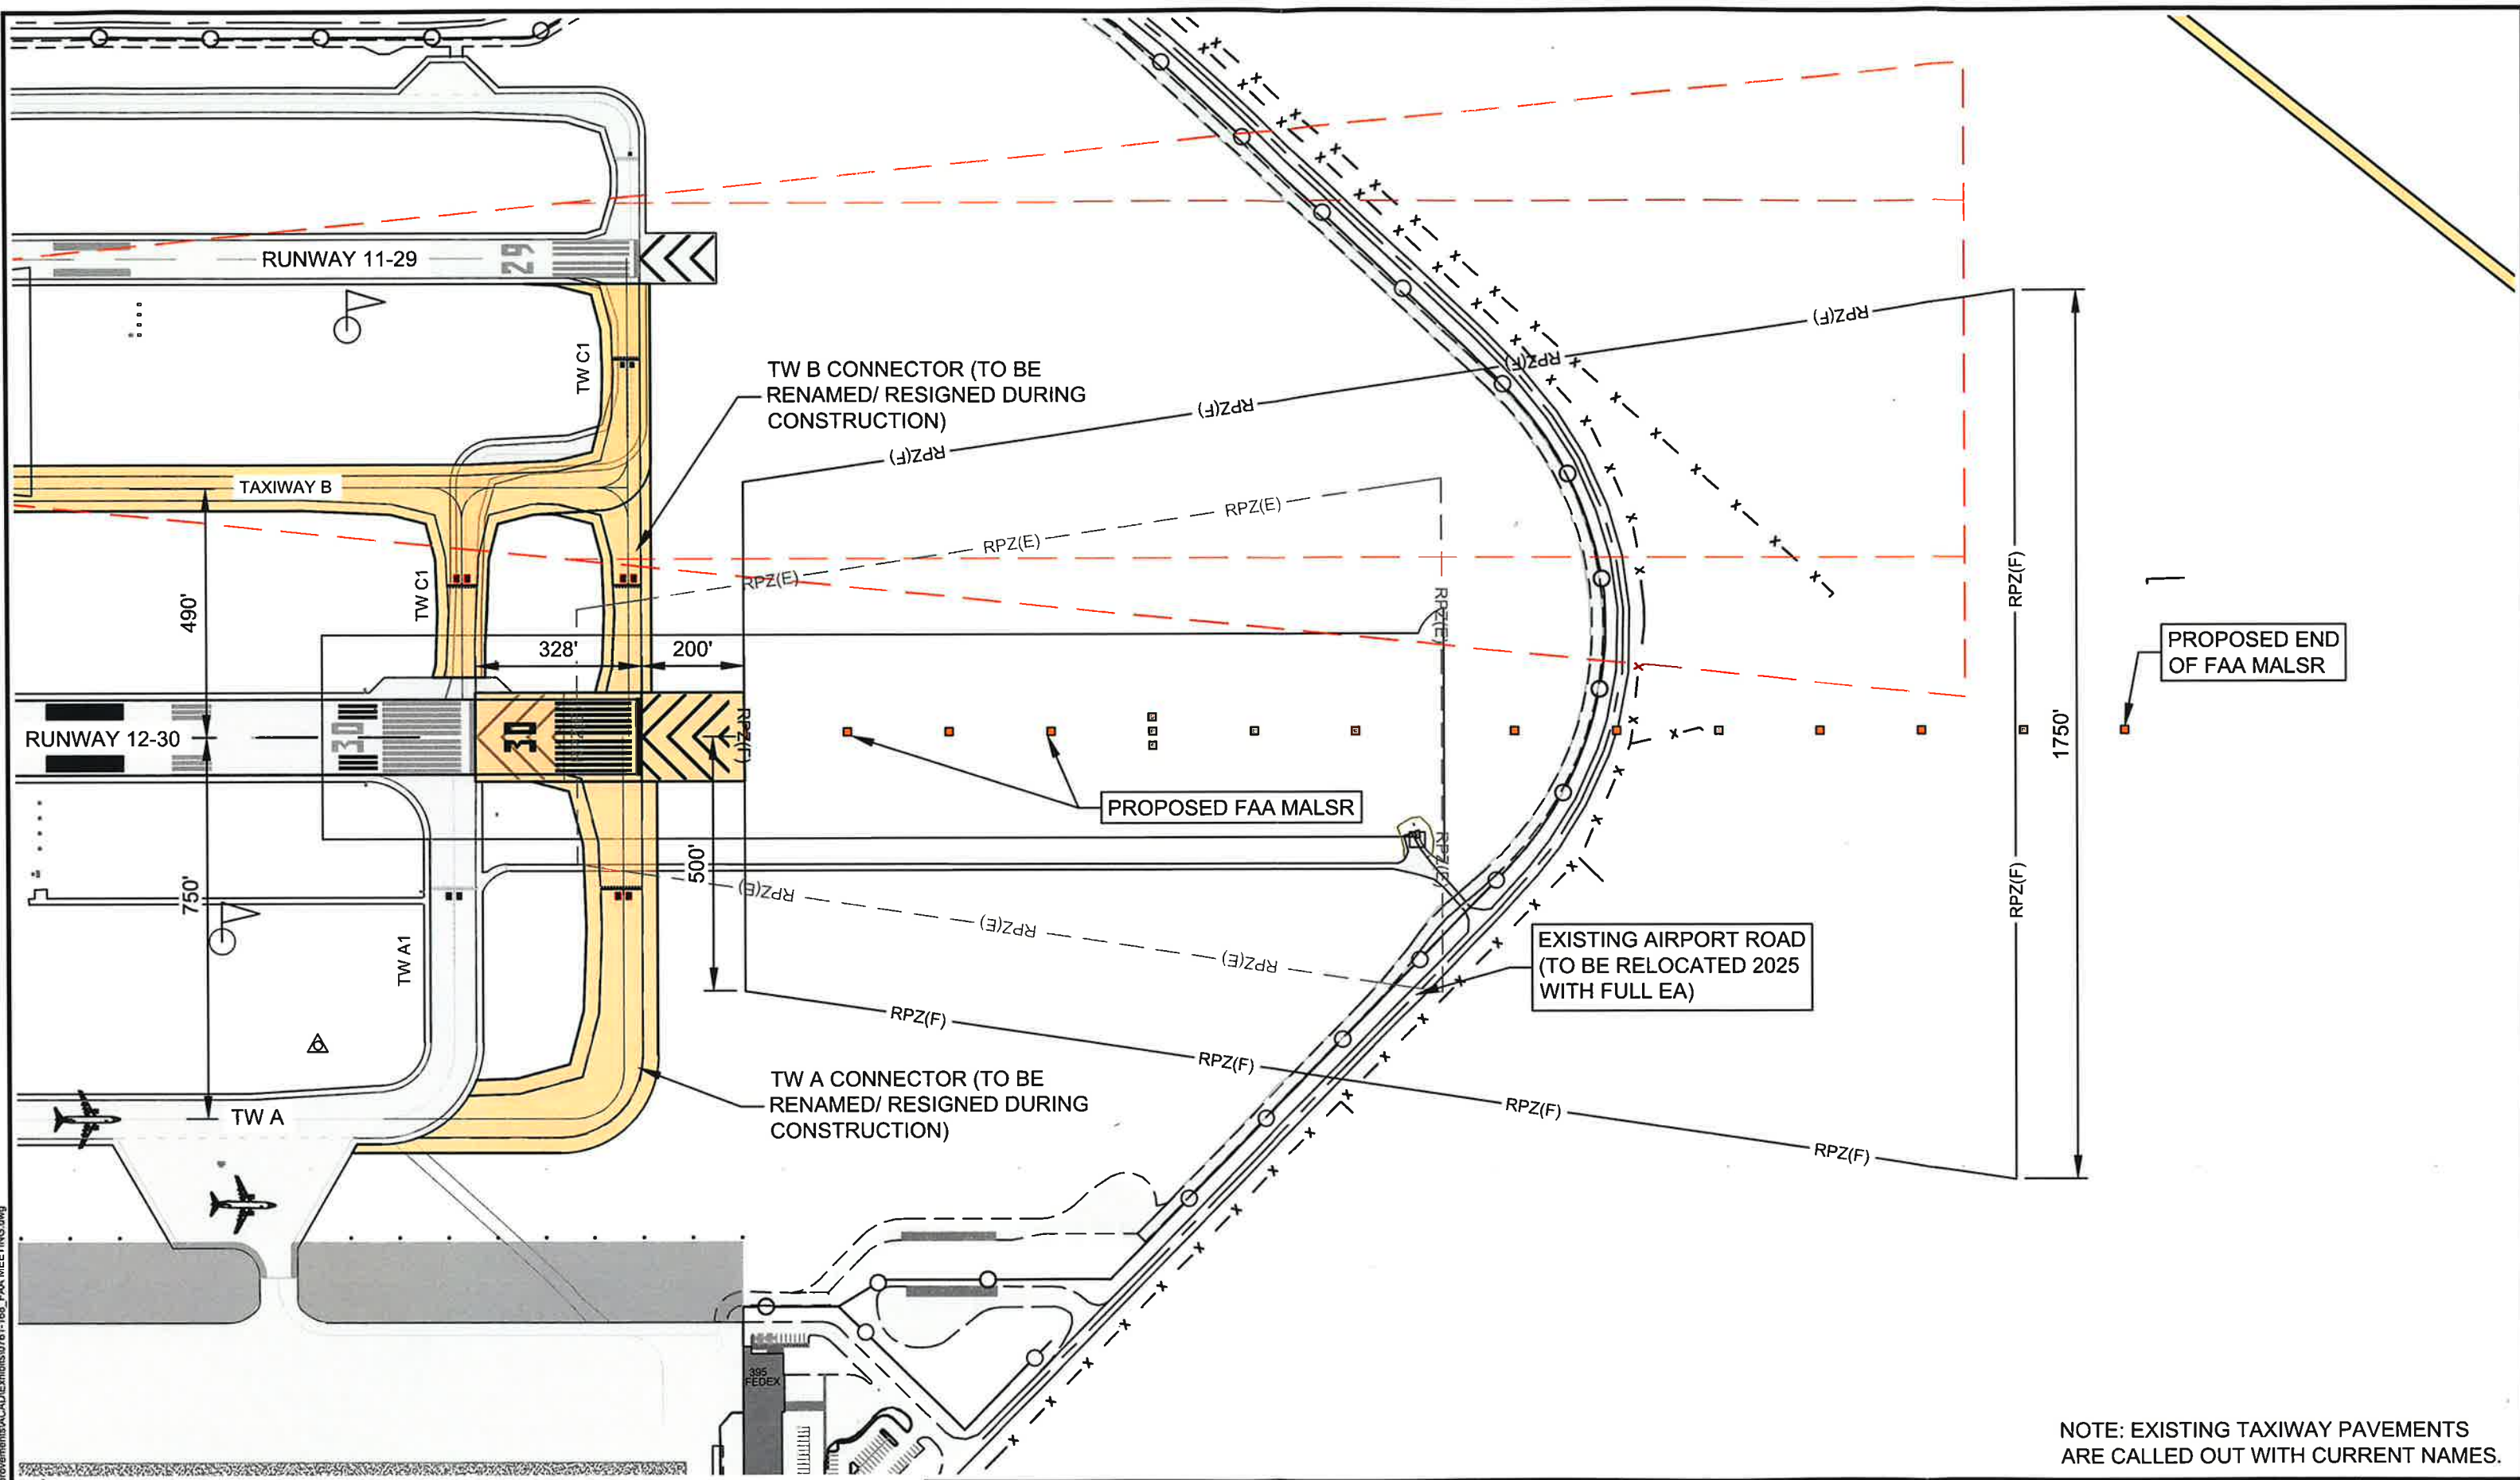 RUNWAY 11-29
29
TW C1
TW B CONNECTOR (TO BE
RENAMED/ RESIGNED DURING
CONSTRUCTION)
RPZ(F)
RPZ(F)
RPZ(F)
RPZ(F)
TAXIWAY B
RPZ(E)
RPZ(E)
RPZ(E)
RPZ(E)
RPZ(F)
TW C1
490'
328'
200'
PROPOSED END
OF FAA MALSR
RUNWAY 12-30
30
30
RPZ(F)
1750'
PROPOSED FAA MALSR
750'
500'
RPZ(E)
RPZ(E)
RPZ(E)
RPZ(E)
RPZ(F)
TW A1
EXISTING AIRPORT ROAD
(TO BE RELOCATED 2025
WITH FULL EA)
RPZ(F)
RPZ(F)
RPZ(F)
RPZ(F)
TW A
TW A CONNECTOR (TO BE
RENAMED/ RESIGNED DURING
CONSTRUCTION)
395
FEDEX
NOTE: EXISTING TAXIWAY PAVEMENTS
ARE CALLED OUT WITH CURRENT NAMES.